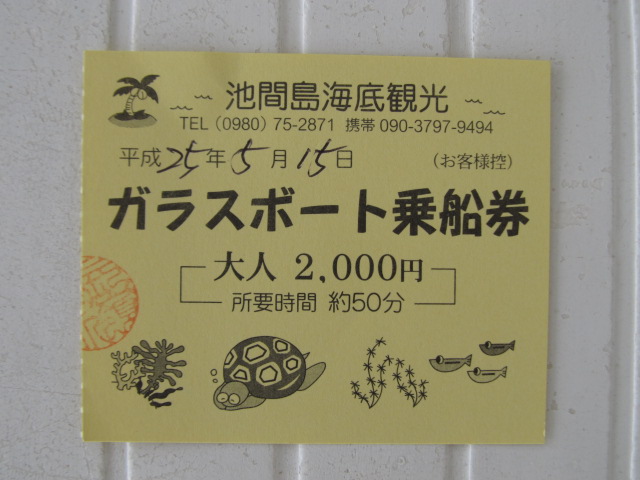 池間島海底観光
TEL (0980) 75-2871 携帯 090-3797-9494
平成25年5月15日 (お客様控)
ガラスボート乗船券
大人 2,000円
所要時間 約50分